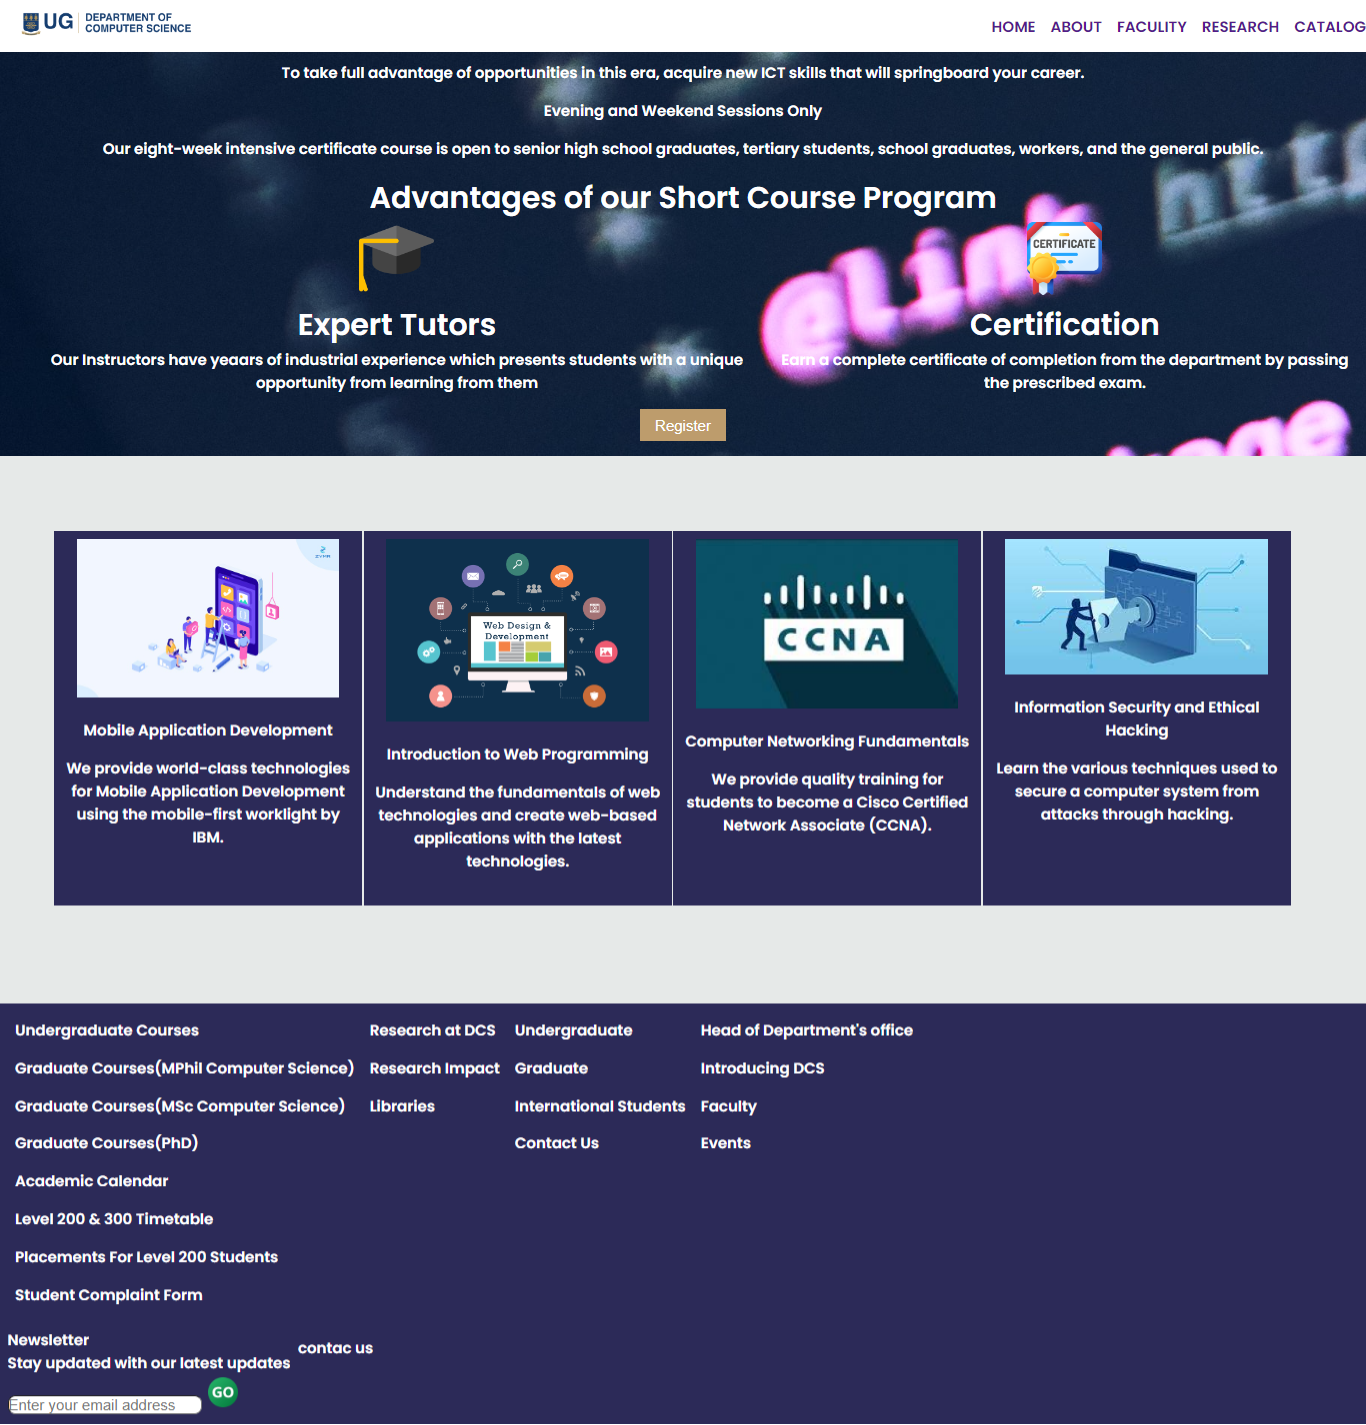 UG DEPARTMENT OF
COMPUTER SCIENCE
HOME ABOUT FACULITY RESEARCH CATALOG
To take full advantage of opportunities in this era, acquire new ICT skills that will springboard your career.
Evening and Weekend Sessions Only
Our eight-week intensive certificate course is open to senior high school graduates, tertiary students, school graduates, workers, and the general public.
http
@Link
Advantages of our Short Course Program
CERTIFICATE
Expert Tutors
Our Instructors have yeaars of industrial experience which presents students with a unique
opportunity from learning from them
Certification
Earn a complete certificate of completion from the department by passing
the prescribed exam.
Register
Mobile Application Development
We provide world-class technologies
for Mobile Application Development
using the mobile-first worklight by
IBM.
Web Design &
Development
Introduction to Web Programming
Understand the fundamentals of web
technologies and create web-based
applications with the latest
technologies.
CCNA
Computer Networking Fundamentals
We provide quality training for
students to become a Cisco Certified
Network Associate (CCNA).
Information Security and Ethical
Hacking
Learn the various techniques used to
secure a computer system from
attacks through hacking.
Undergraduate Courses
Graduate Courses(MPhil Computer Science)
Graduate Courses(MSc Computer Science)
Graduate Courses(PhD)
Academic Calendar
Level 200 & 300 Timetable
Placements For Level 200 Students
Student Complaint Form
Research at DCS
Research Impact
Libraries
Undergraduate
Graduate
International Students
Contact Us
Head of Department's office
Introducing DCS
Faculty
Events
Newsletter
Stay updated with our latest updates
contac us
Enter your email address
GO